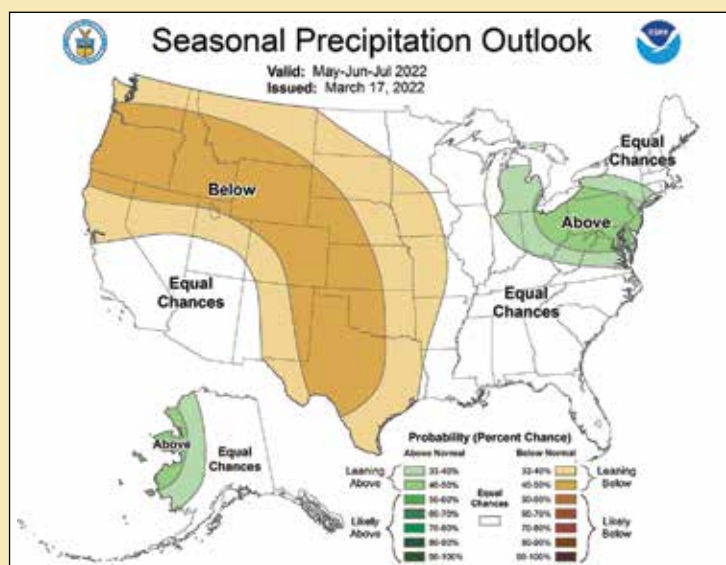 Seasonal Precipitation Outlook
Valid: May-Jun-Jul 2022
Issued: March 17, 2022
Equal
Chances
Below
Above
Equal
Chances
Equal
Chances
Above
Equal
Chances
Probability (Percent Chance)
Above Normal
Below Normal
Leaning
Above
33-40%
40-50%
Likely
Above
50-60%
60-70%
70-80%
80-90%
90-100%
Equal
Chances
33-40%
40-50%
Leaning
Below
50-60%
60-70%
70-80%
80-90%
90-100%
Likely
Below